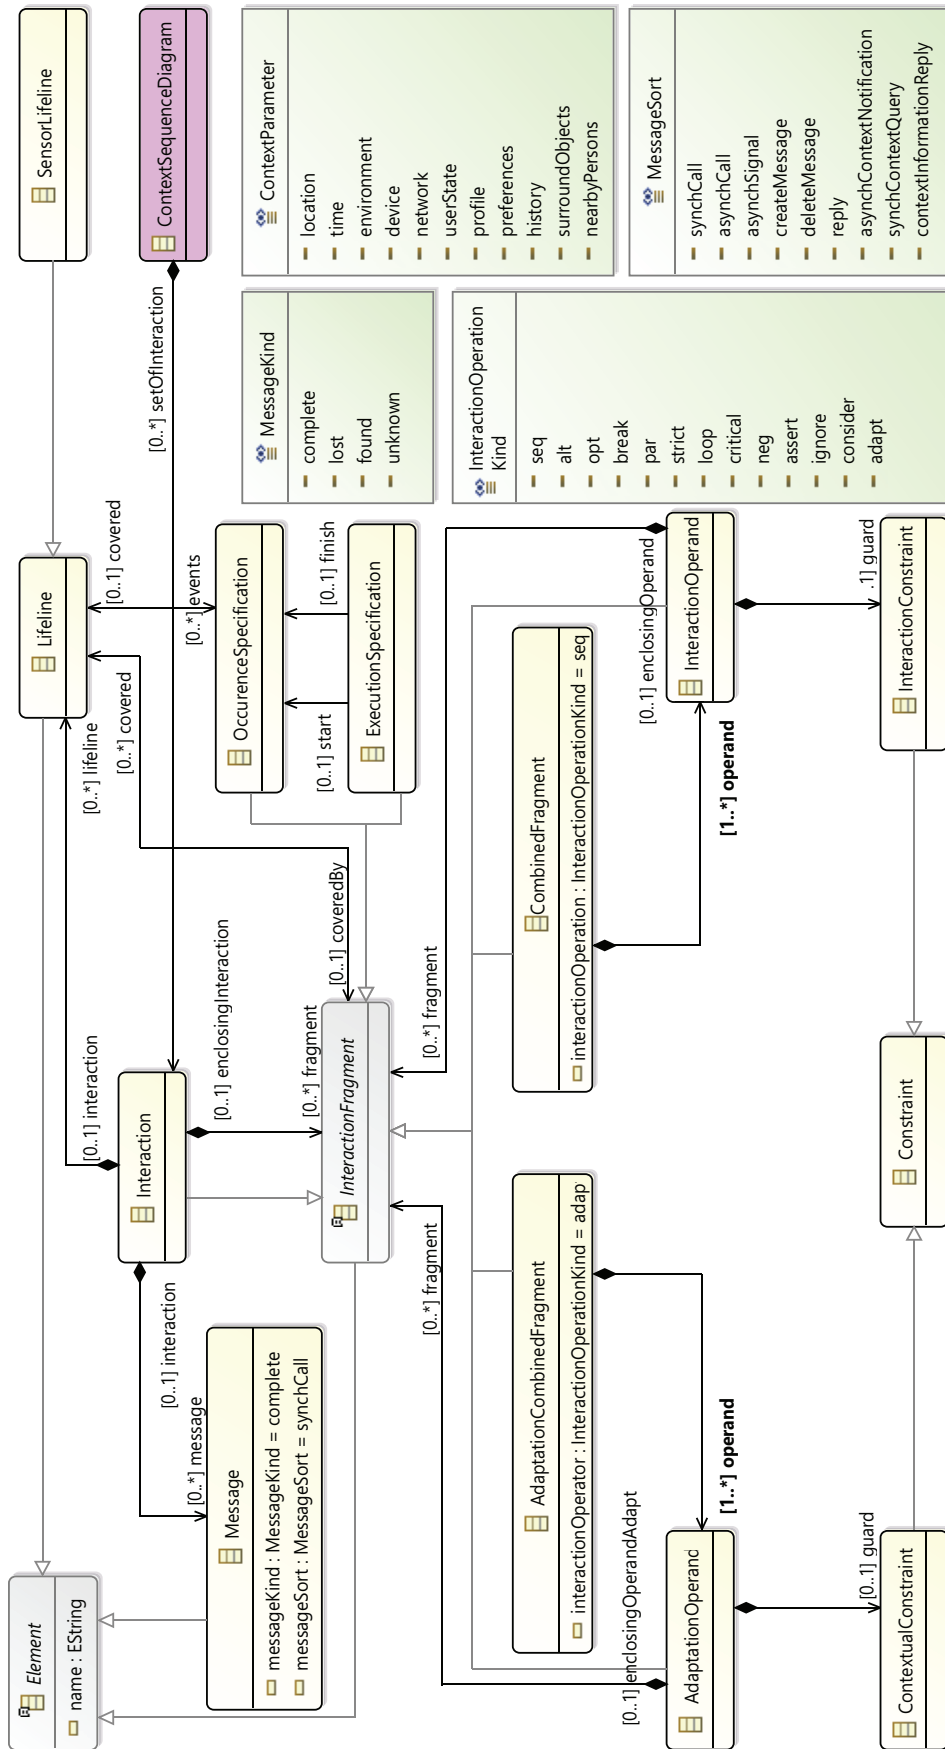 Element
name : EString
Lifeline
SensorLifeline
[0..*] lifeline
[0..*] covered
[0..1] covered
[0..1] interaction
Interaction
ContextSequenceDiagram
[0..*] setOfInteraction
[0..1] interaction
[0..*] message
[0..1] enclosingInteraction
[0..*] fragment
[0..1] coveredBy
[0..*] events
Message
messageKind : MessageKind = complete
messageSort : MessageSort = synchCall
OccurenceSpecification
[0..1] start
[0..1] finish
ExecutionSpecification
InteractionFragment
[0..*] fragment
[0..*] fragment
MessageKind
complete
lost
found
unknown
ContextParameter
location
time
environment
device
network
userState
profile
preferences
history
surroundObjects
nearbyPersons
InteractionOperation
Kind
seq
alt
opt
break
par
strict
loop
critical
neg
assert
ignore
consider
adapt
MessageSort
synchCall
asynchCall
asynchSignal
createMessage
deleteMessage
reply
asynchContextNotification
synchContextQuery
contextInformationReply
AdaptationCombinedFragment
interactionOperator : InteractionOperationKind = adap
CombinedFragment
interactionOperation : InteractionOperationKind = seq
[0..1] enclosingOperandAdapt
[0..1] enclosingOperand
AdaptationOperand
InteractionOperand
[1..*] operand
[1..*] operand
[0..1] guard
.1] guard
ContextualConstraint
Constraint
InteractionConstraint